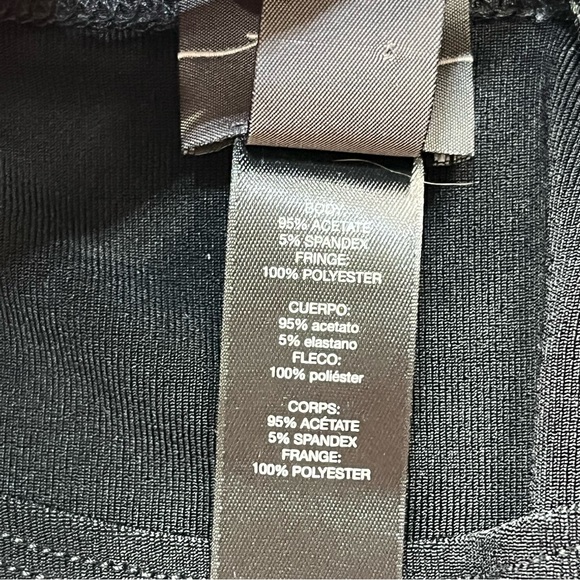 BODY:
95% ACETATE
5% SPANDEX
FRINGE:
100% POLYESTER
CUERPO:
95% acetato
5% elastano
FLECO:
100% poliéster
CORPS:
95% ACÉTATE
5% SPANDEX
FRANGE:
100% POLYESTER